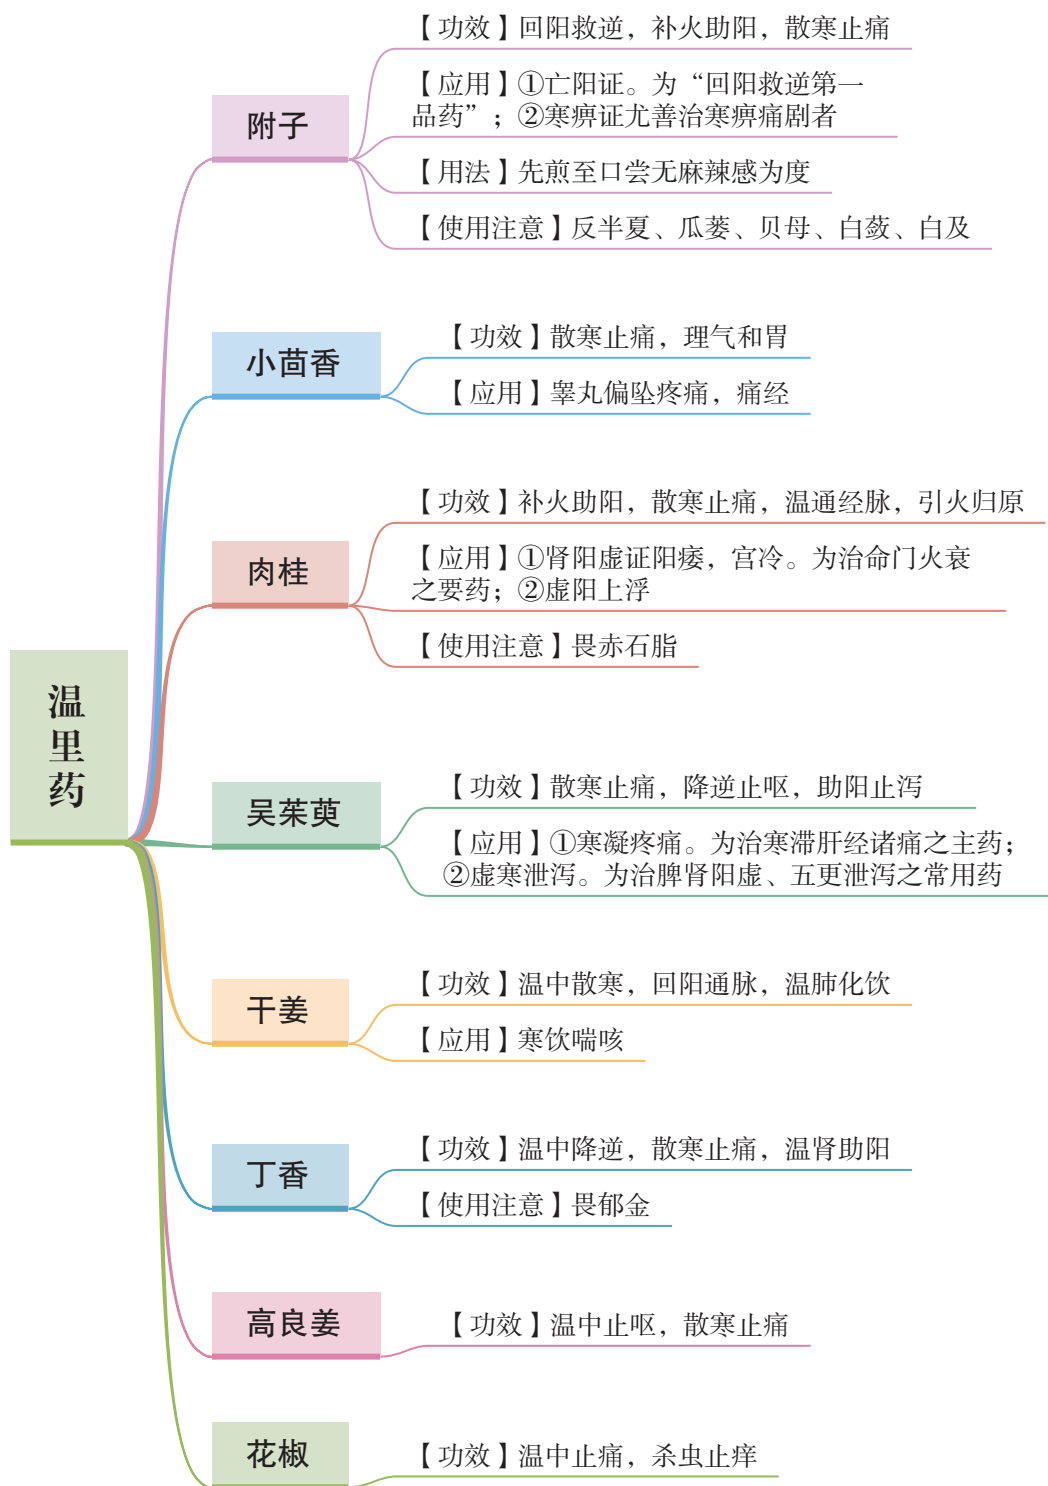 温里药
附子
【功效】回阳救逆，补火助阳，散寒止痛
【应用】①亡阳证。为“回阳救逆第一
品药”；②寒痹证尤善治寒痹痛剧者
【用法】先煎至口尝无麻辣感为度
【使用注意】反半夏、瓜蒌、贝母、白蔹、白及
小茴香
【功效】散寒止痛，理气和胃
【应用】睾丸偏坠疼痛，痛经
肉桂
【功效】补火助阳，散寒止痛，温通经脉，引火归原
【应用】①肾阳虚证阳痿，宫冷。为治命门火衰
之要药；②虚阳上浮
【使用注意】畏赤石脂
吴茱萸
【功效】散寒止痛，降逆止呕，助阳止泻
【应用】①寒凝疼痛。为治寒滞肝经诸痛之主药；
②虚寒泄泻。为治脾肾阳虚、五更泄泻之常用药
干姜
【功效】温中散寒，回阳通脉，温肺化饮
【应用】寒饮喘咳
丁香
【功效】温中降逆，散寒止痛，温肾助阳
【使用注意】畏郁金
高良姜
【功效】温中止呕，散寒止痛
花椒
【功效】温中止痛，杀虫止痒